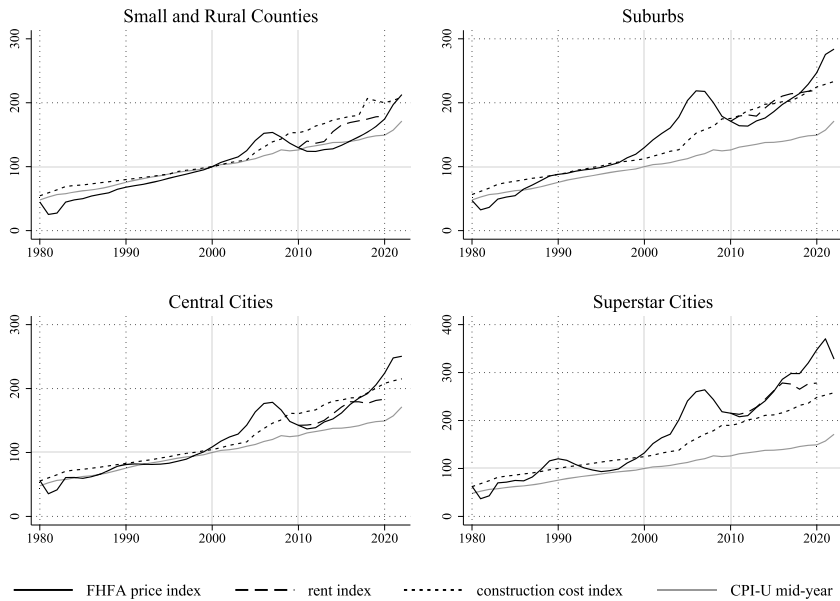 Small and Rural Counties
300
200
100
0
1980 1990 2000 2010 2020
Suburbs
300
200
100
0
1980 1990 2000 2010 2020
Central Cities
300
200
100
0
1980 1990 2000 2010 2020
Superstar Cities
400
300
200
100
0
1980 1990 2000 2010 2020
FHFA price index rent index construction cost index CPI-U mid-year